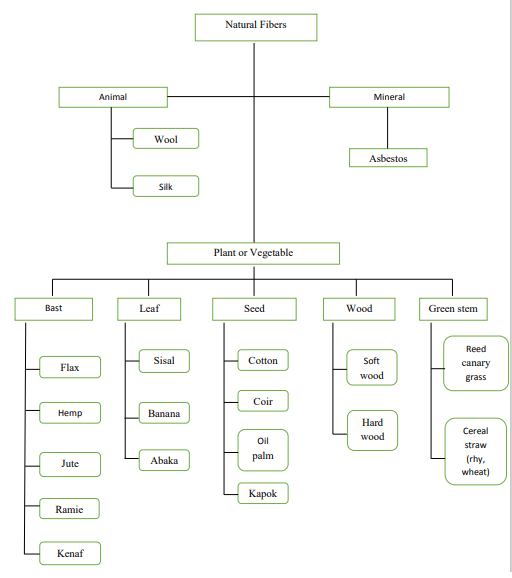 Natural Fibers
Animal
Mineral
Wool
Asbestos
Silk
Plant or Vegetable
Bast
Leaf
Seed
Wood
Green stem
Flax
Hemp
Jute
Ramie
Kenaf
Sisal
Banana
Abaka
Cotton
Coir
Oil
palm
Kapok
Soft
wood
Hard
wood
Reed
canary
grass
Cereal
straw
(rhy,
wheat)